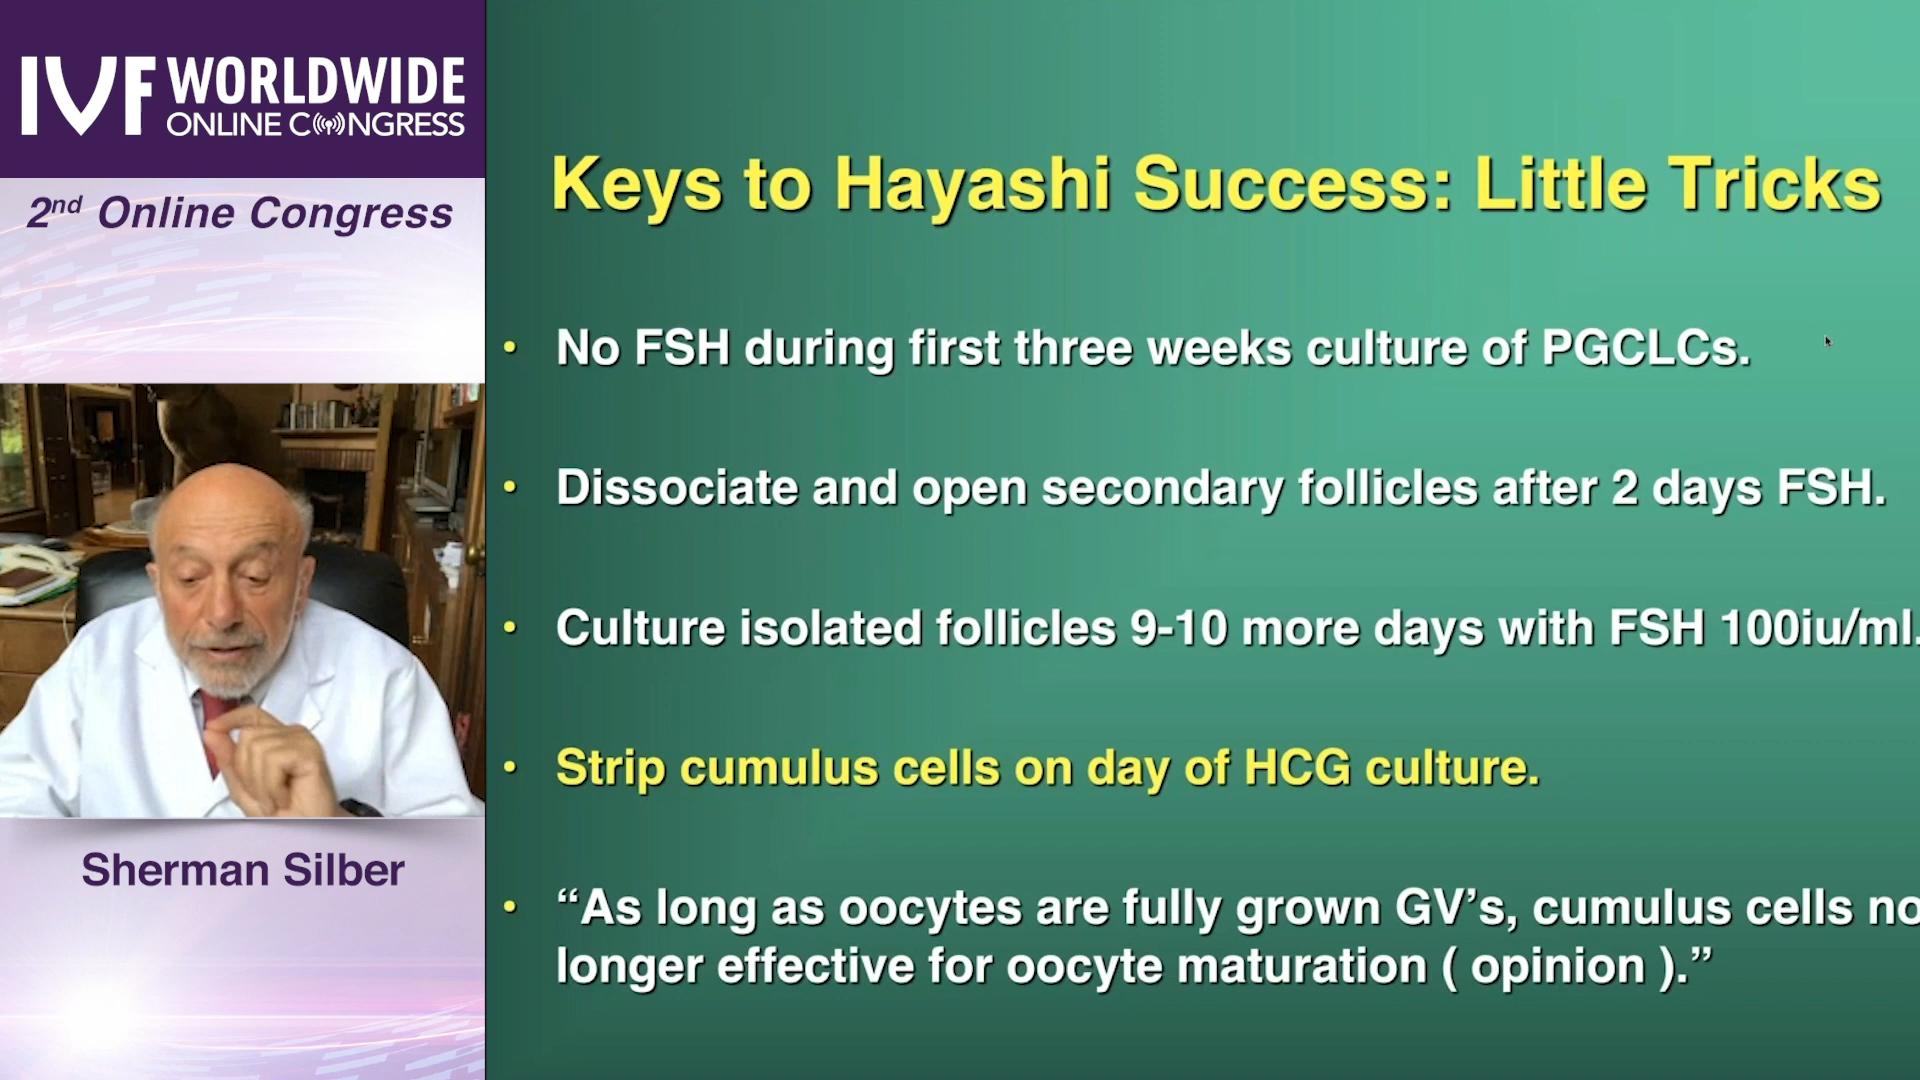 IVF WORLDWIDE
ONLINE CONGRESS
2nd Online Congress
Sherman Silber
Keys to Hayashi Success: Little Tricks
• No FSH during first three weeks culture of PGCLCs.
• Dissociate and open secondary follicles after 2 days FSH.
• Culture isolated follicles 9-10 more days with FSH 100iu/ml.
• Strip cumulus cells on day of HCG culture.
• “As long as oocytes are fully grown GV’s, cumulus cells no
longer effective for oocyte maturation ( opinion ).”